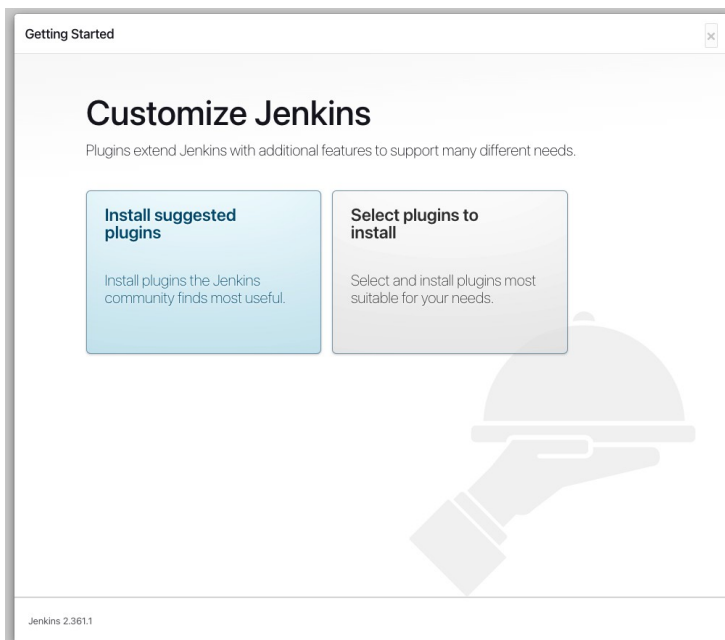 Getting Started
×
Customize Jenkins
Plugins extend Jenkins with additional features to support many different needs.
Install suggested
plugins
Install plugins the Jenkins
community finds most useful.
Select plugins to
install
Select and install plugins most
suitable for your needs.
Jenkins 2.361.1